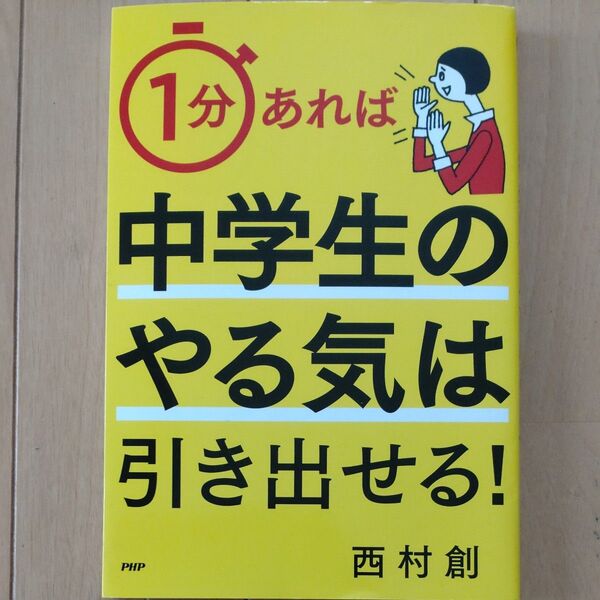 1分あれば
中学生の
やる気は
引き出せる!
西村創
PHP